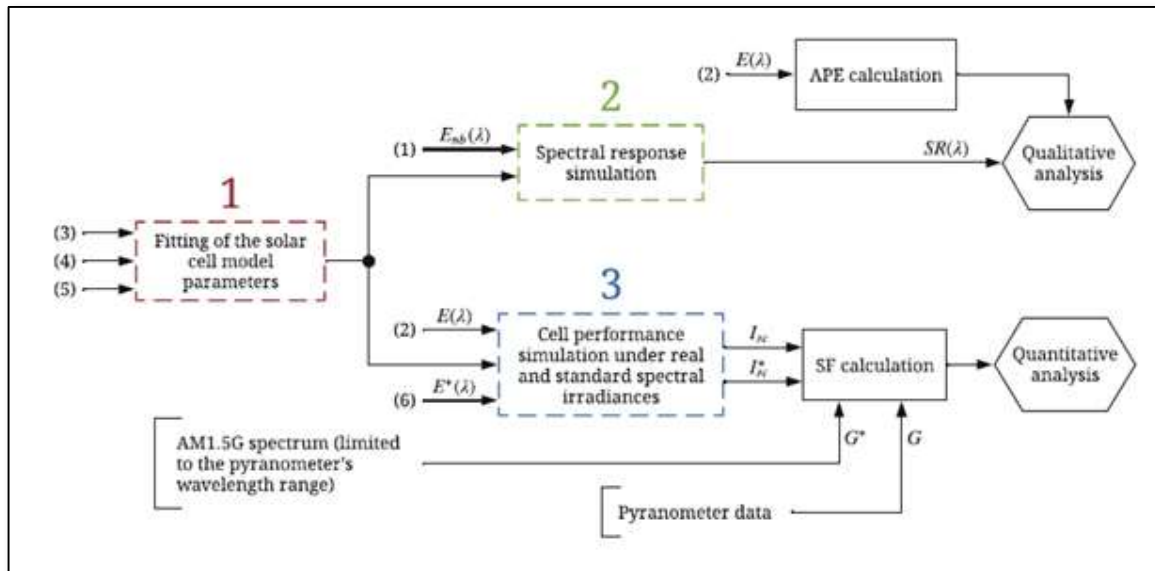 (2) E(λ)
APE calculation
2
(1) E_nb(λ)
Spectral response
simulation
SR(λ)
Qualitative
analysis
1
(3)
(4)
(5)
Fitting of the solar
cell model
parameters
3
(2) E(λ)
(6) E*(λ)
Cell performance
simulation under real
and standard spectral
irradiances
I_sc
I*_sc
SF calculation
Quantitative
analysis
G*
G
AM1.5G spectrum (limited
to the pyranometer's
wavelength range)
Pyranometer data